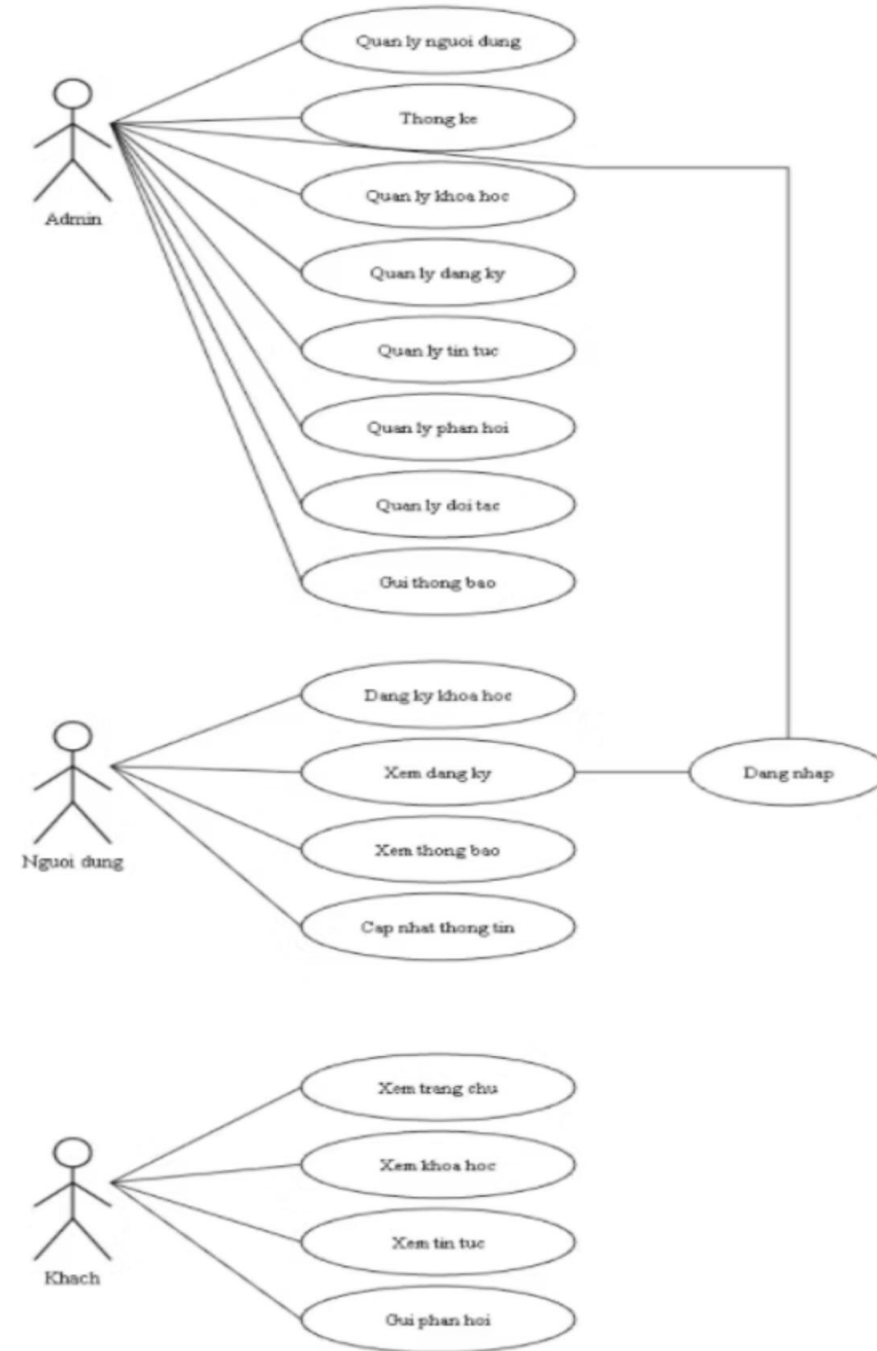 Quan ly nguoi dung
Thong ke
Admin
Quan ly khoa hoc
Quan ly dang ky
Quan ly tin tuc
Quan ly phan hoi
Quan ly doi tac
Gui thong bao
Dang ky khoa hoc
Xem dang ky
Dang nhap
Nguoi dung
Xem thong bao
Cap nhat thong tin
Xem trang chu
Xem khoa hoc
Xem tin tuc
Khach
Gui phan hoi